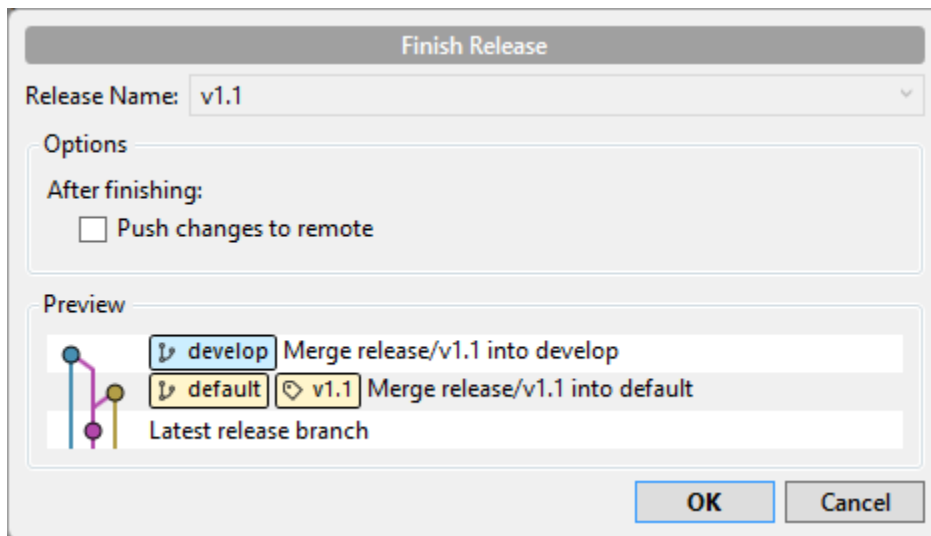 Finish Release
Release Name: v1.1
Options
After finishing:
Push changes to remote
Preview
develop Merge release/v1.1 into develop
default v1.1 Merge release/v1.1 into default
Latest release branch
OK Cancel